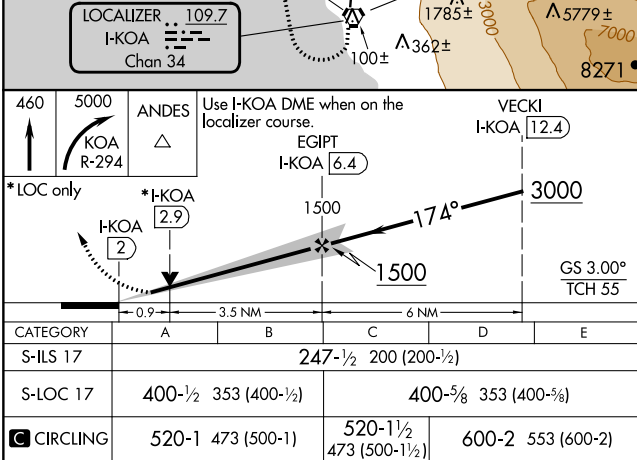 LOCALIZER 109.7
I-KOA
Chan 34
100±
362±
1785±
3000
5779±
7000
8271
460
5000
KOA
R-294
ANDES
Use I-KOA DME when on the
localizer course.
VECKI
I-KOA 12.4
EGIPT
I-KOA 6.4
*LOC only
*I-KOA
2.9
I-KOA
2
1500
174°
3000
1500
GS 3.00°
TCH 55
0.9
3.5 NM
6 NM
CATEGORY A B C D E
S-ILS 17 247-½ 200 (200-½)
S-LOC 17 400-½ 353 (400-½) 400-⅝ 353 (400-⅝)
C CIRCLING 520-1 473 (500-1) 520-1½ 473 (500-1½) 600-2 553 (600-2)